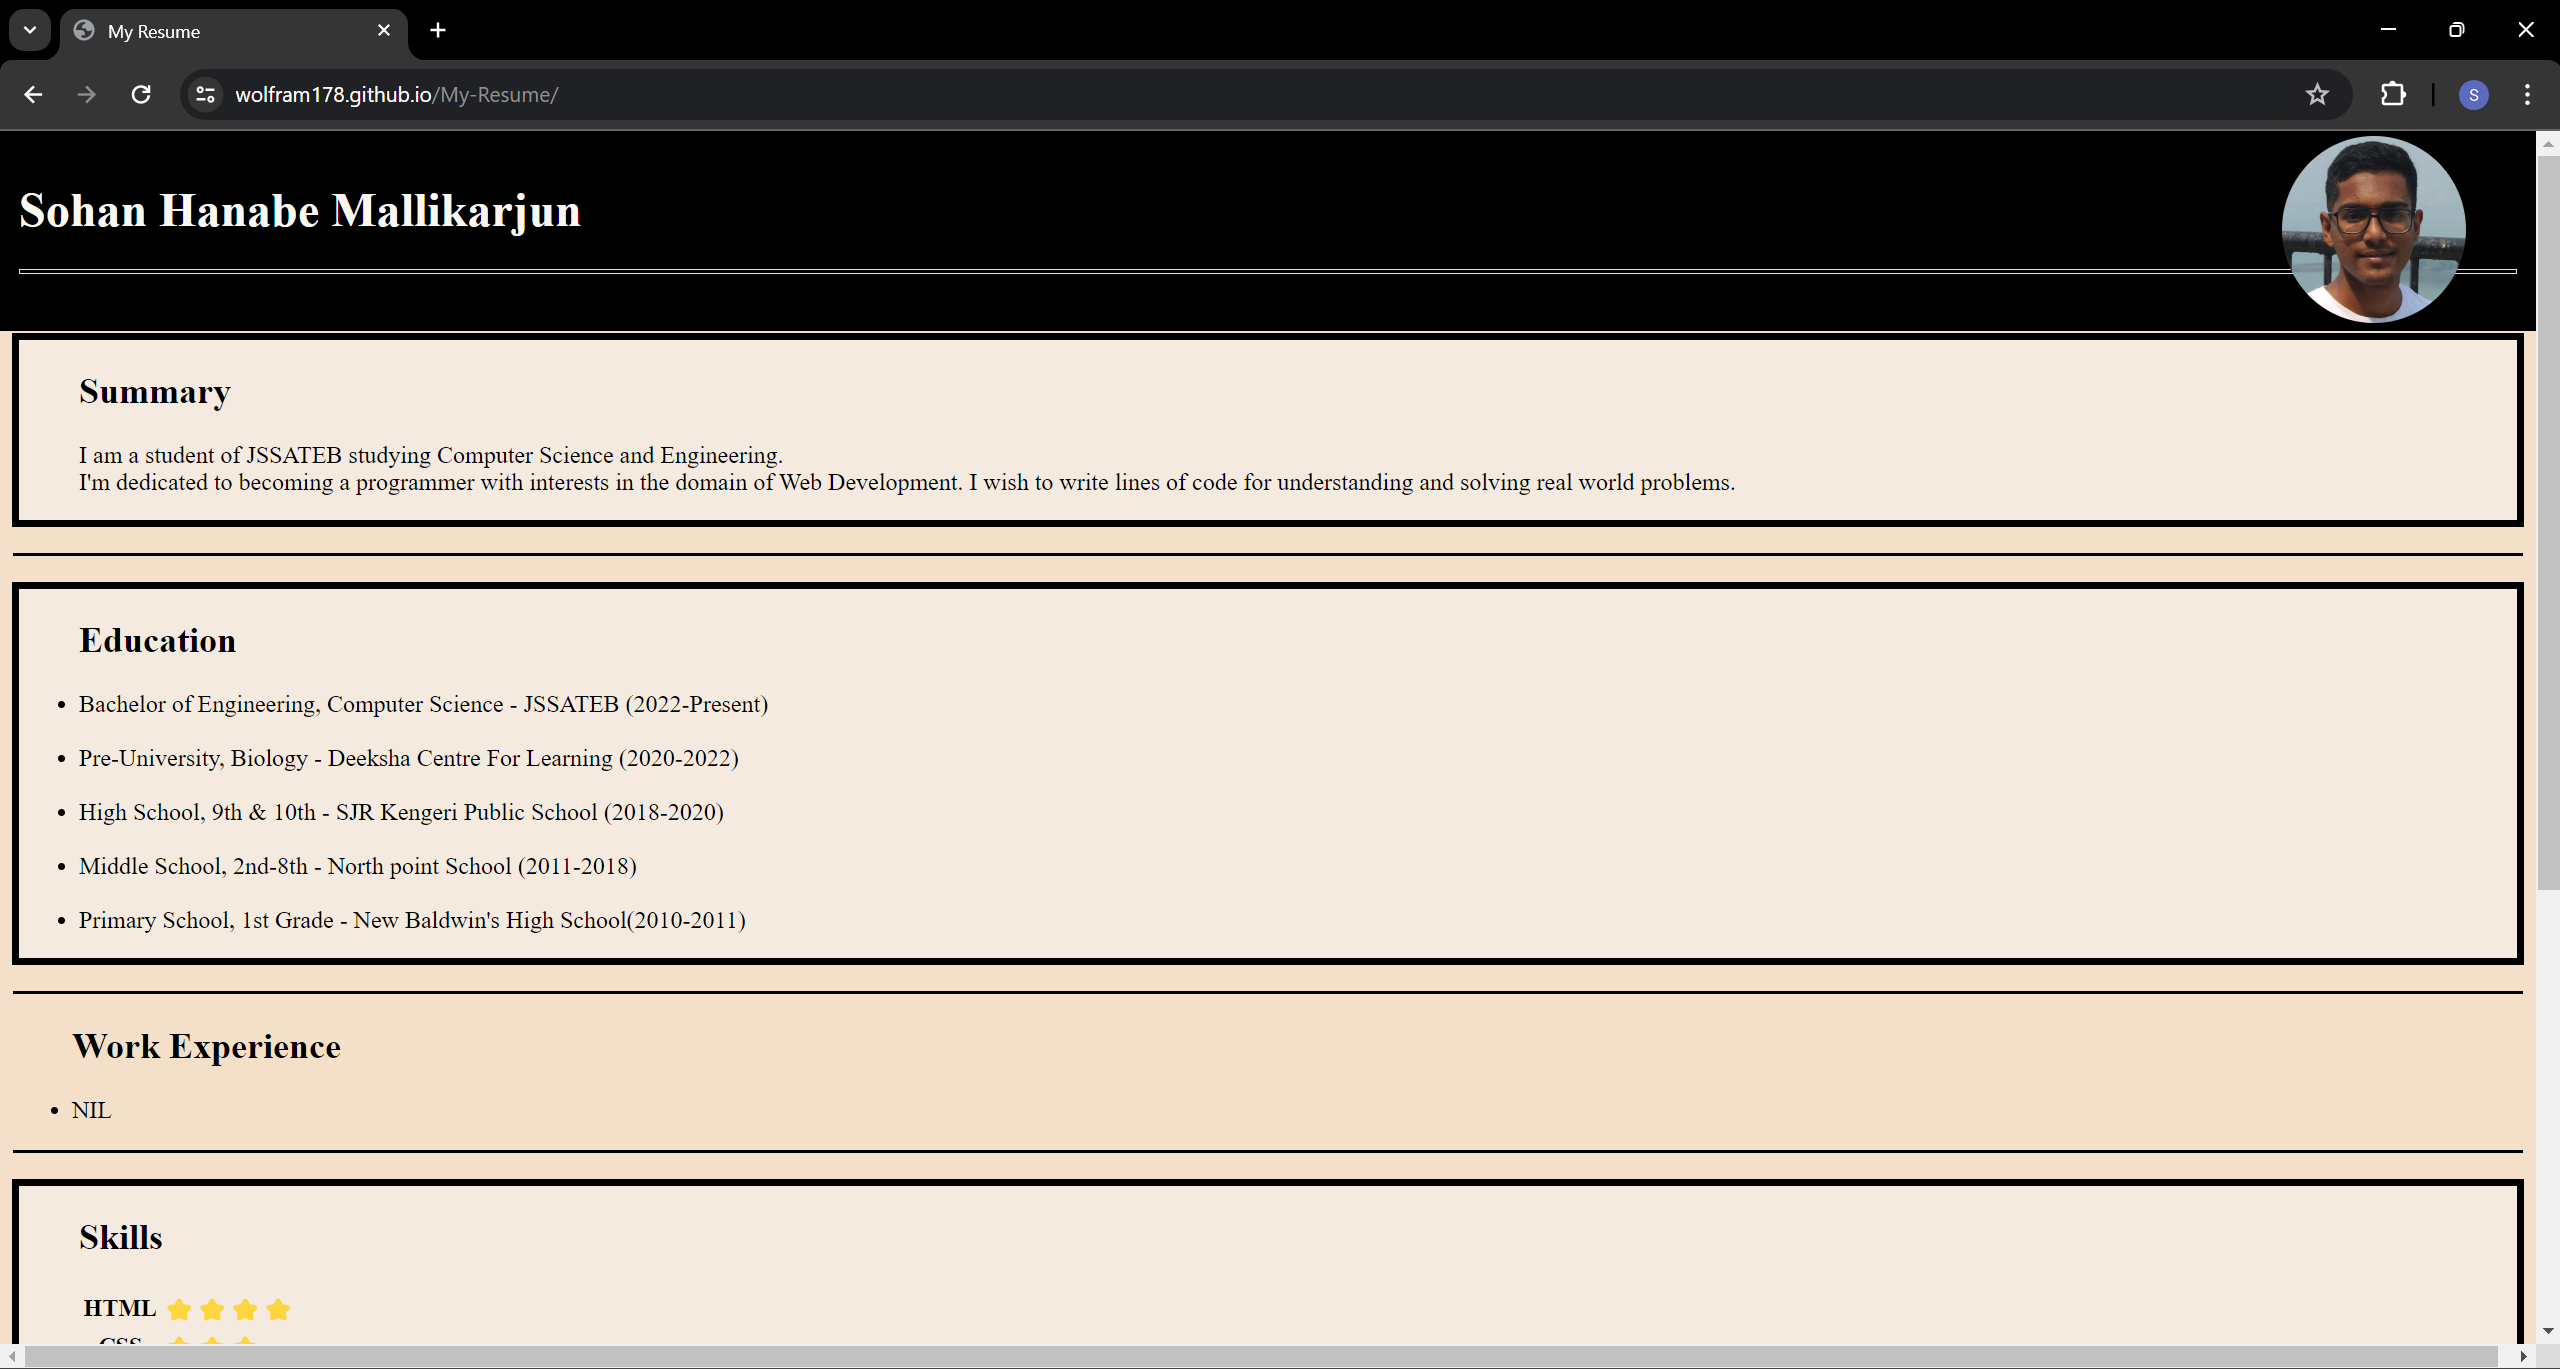 My Resume
wolfram178.github.io/My-Resume/
S
Sohan Hanabe Mallikarjun
Summary
I am a student of JSSATEB studying Computer Science and Engineering.
I'm dedicated to becoming a programmer with interests in the domain of Web Development. I wish to write lines of code for understanding and solving real world problems.
Education
• Bachelor of Engineering, Computer Science - JSSATEB (2022-Present)
• Pre-University, Biology - Deeksha Centre For Learning (2020-2022)
• High School, 9th & 10th - SJR Kengeri Public School (2018-2020)
• Middle School, 2nd-8th - North point School (2011-2018)
• Primary School, 1st Grade - New Baldwin's High School(2010-2011)
Work Experience
• NIL
Skills
HTML
CSS